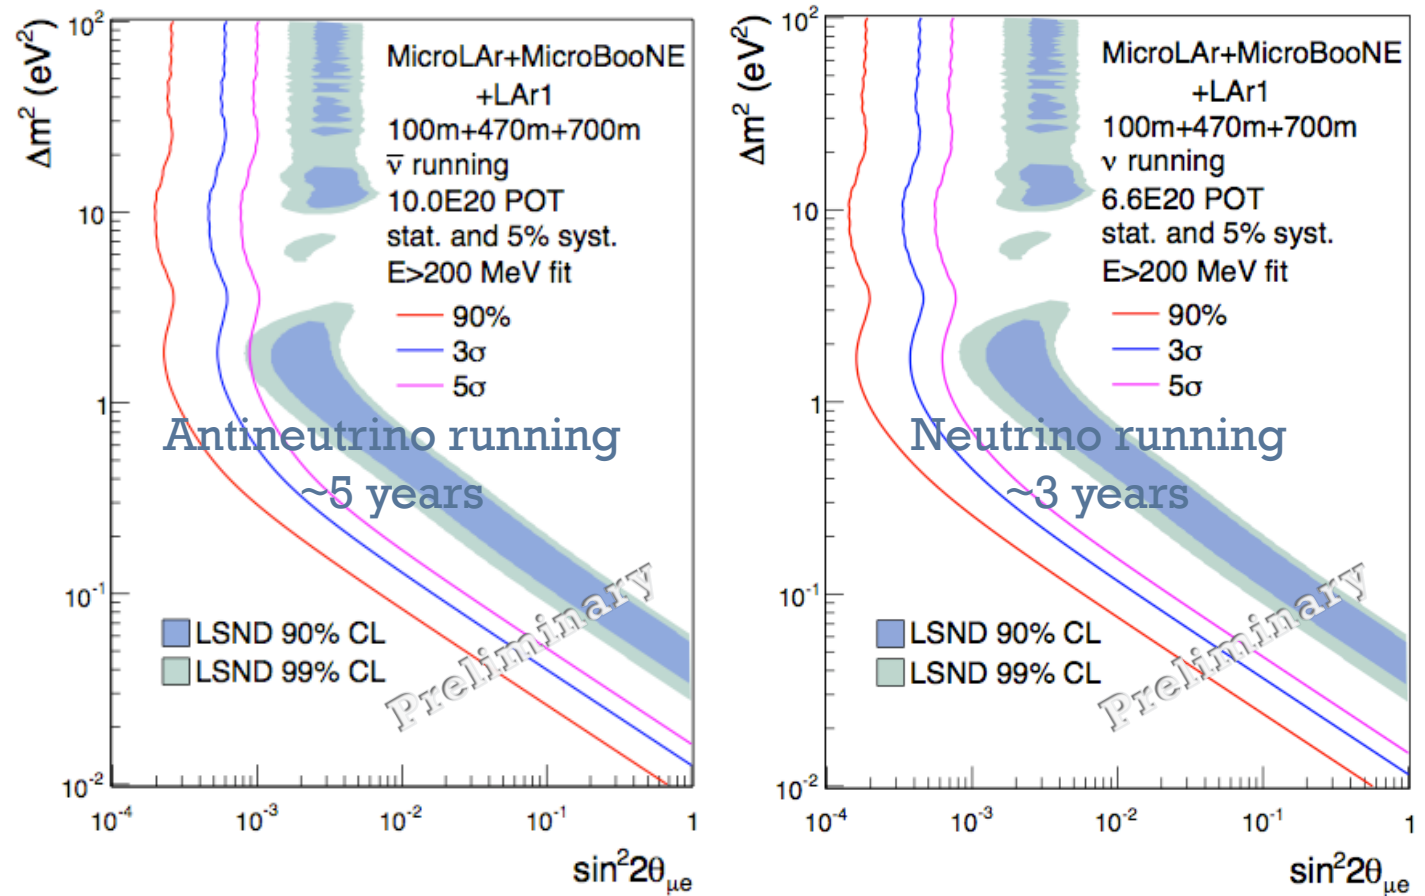 10²
10
1
10⁻¹
10⁻²
Δm² (eV²)
MicroLAr+MicroBooNE
+LAr1
100m+470m+700m
ν̅ running
10.0E20 POT
stat. and 5% syst.
E>200 MeV fit
90%
3σ
5σ
Antineutrino running
~5 years
LSND 90% CL
LSND 99% CL
Preliminary
10⁻⁴ 10⁻³ 10⁻² 10⁻¹ 1
sin²2θμe
10²
10
1
10⁻¹
10⁻²
Δm² (eV²)
MicroLAr+MicroBooNE
+LAr1
100m+470m+700m
ν running
6.6E20 POT
stat. and 5% syst.
E>200 MeV fit
90%
3σ
5σ
Neutrino running
~3 years
LSND 90% CL
LSND 99% CL
Preliminary
10⁻⁴ 10⁻³ 10⁻² 10⁻¹ 1
sin²2θμe